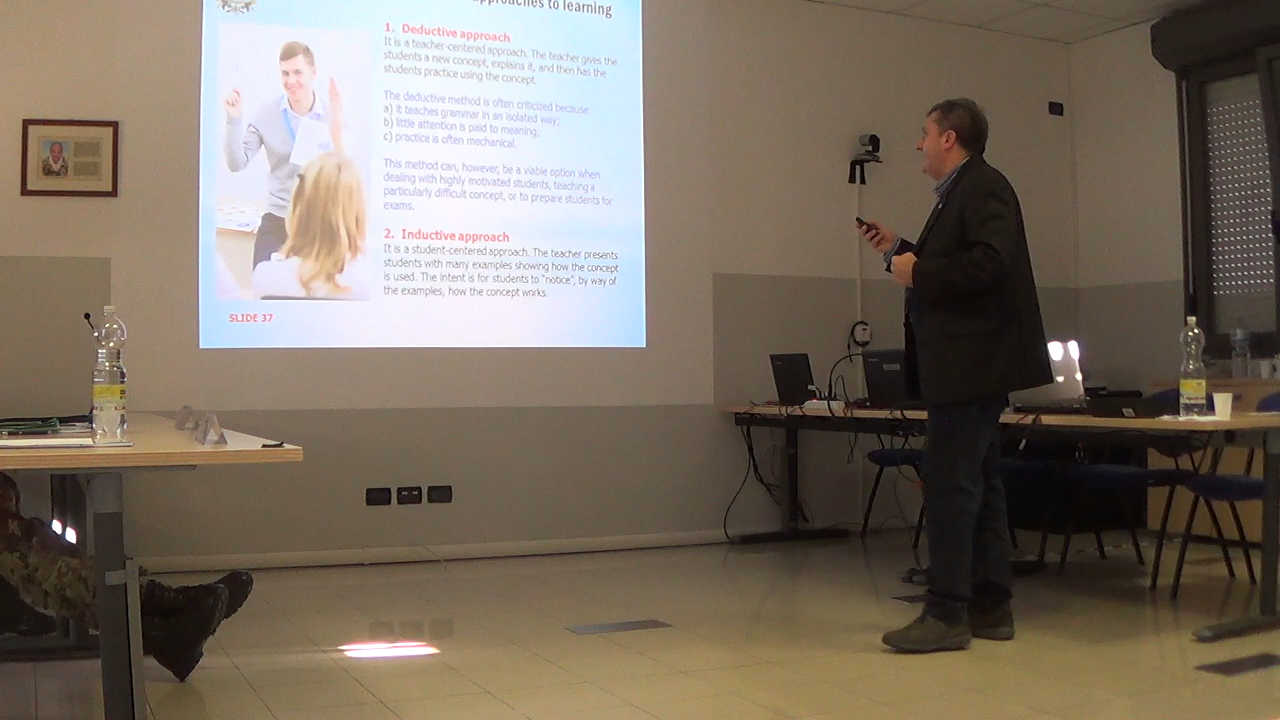 approaches to learning
1. Deductive approach
It is a teacher-centered approach. The teacher gives the
students a new concept, explains it, and then has the
students practice using the concept.
The deductive method is often criticized because:
a) it teaches grammar in an isolated way;
b) little attention is paid to meaning;
c) practice is often mechanical.
This method can, however, be a viable option when
dealing with highly motivated students, teaching a
particularly difficult concept, or to prepare students for
exams.
2. Inductive approach
It is a student-centered approach. The teacher presents
students with many examples showing how the concept
is used. The intent is for students to "notice", by way of
the examples, how the concept works.
SLIDE 37